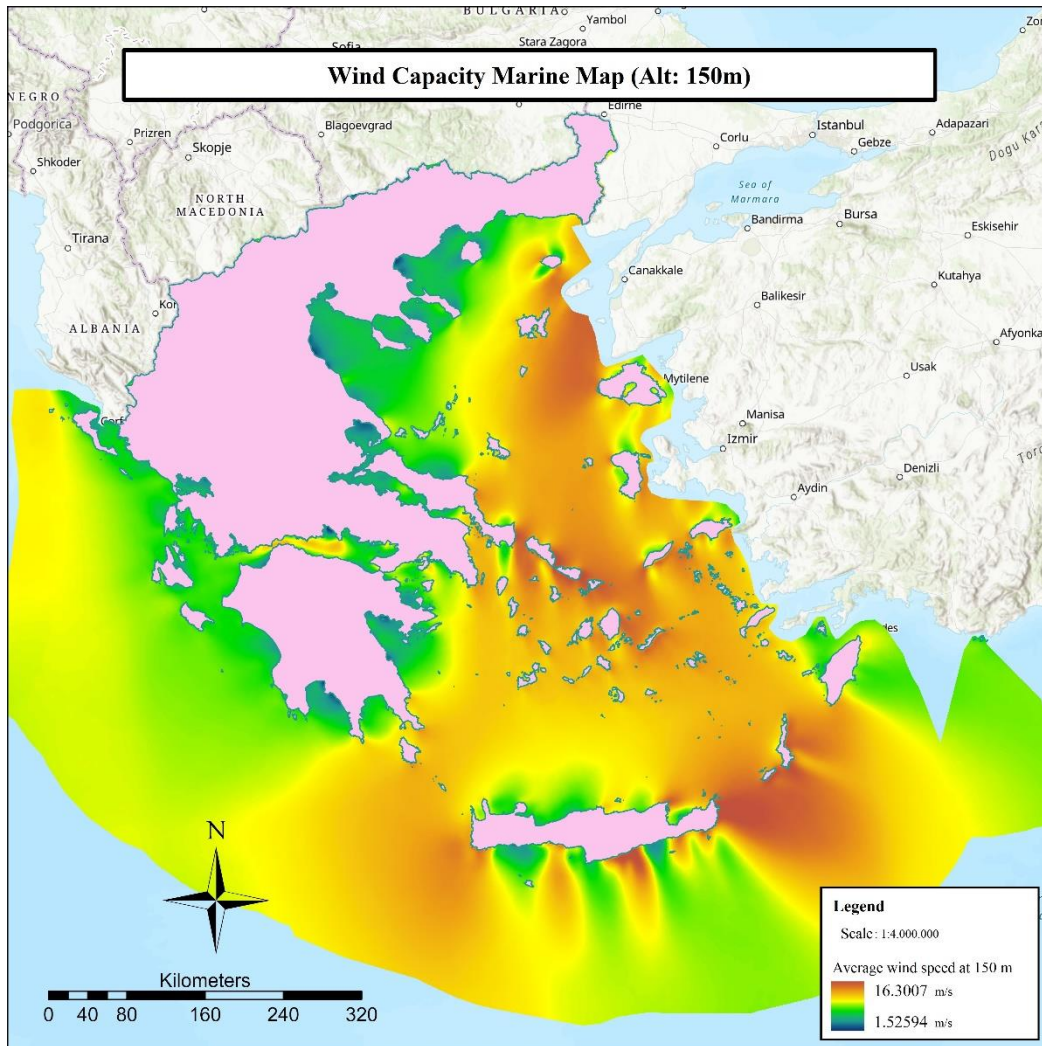 BULGARIA
Yambol
Stara Zagora
Sofia
Wind Capacity Marine Map (Alt: 150m)
NEGRO
Podgorica
Prizren
Skopje
Blagoevgrad
Edirne
Corlu
Istanbul
Gebze
Adapazari
Shkoder
NORTH
MACEDONIA
Sea of
Marmara
Bandirma
Bursa
Eskisehir
Tirana
Canakkale
Kutahya
ALBANIA
Balikesir
Afyonka
Usak
Mytilene
Manisa
Izmir
Denizli
Aydin
des
N
Kilometers
0 40 80 160 240 320
Legend
Scale: 1:4.000.000
Average wind speed at 150 m
16.3007 m/s
1.52594 m/s